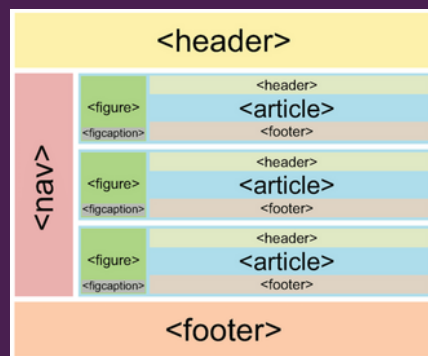 <header>
<nav>
<figure>
<figcaption>
<header>
<article>
<footer>
<figure>
<figcaption>
<header>
<article>
<footer>
<figure>
<figcaption>
<header>
<article>
<footer>
<footer>